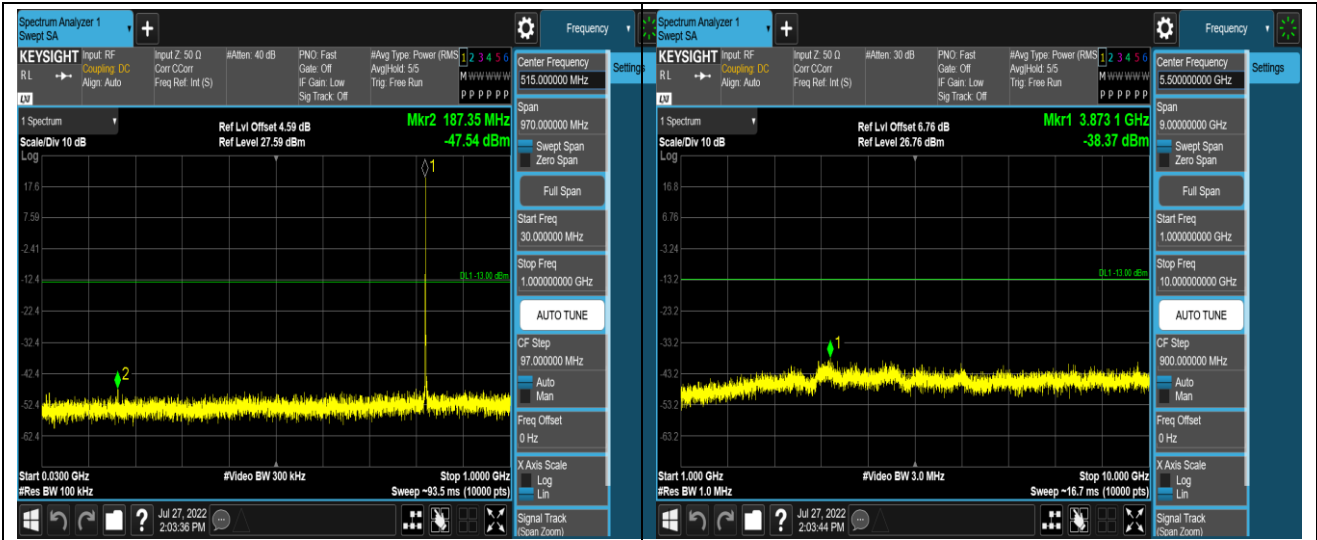 Spectrum Analyzer 1
Swept SA
+
Frequency
KEYSIGHT
Input: RF
Coupling: DC
Align: Auto
Input Z: 50 Ω
Corr CCorr
Freq Ref: Int (S)
#Atten: 40 dB
PNO: Fast
Gate: Off
IF Gain: Low
Sig Track: Off
#Avg Type: Power (RMS
Avg|Hold: 5/5
Trig: Free Run
1 2 3 4 5 6
M W W W W W
P P P P P P
RL
LXI
Center Frequency
515.000000 MHz
Settings
1 Spectrum
Scale/Div 10 dB
Log
Ref Lvl Offset 4.59 dB
Ref Level 27.59 dBm
Mkr2 187.35 MHz
-47.54 dBm
Span
970.000000 MHz
Swept Span
Zero Span
Full Span
Start Freq
30.000000 MHz
Stop Freq
1.000000000 GHz
AUTO TUNE
CF Step
97.000000 MHz
Auto
Man
Freq Offset
0 Hz
X Axis Scale
Log
Lin
Signal Track
(Span Zoom)
1
17.6
7.59
-2.41
DL1 -13.00 dBm
-12.4
-22.4
-32.4
-42.4
2
-52.4
-62.4
Start 0.0300 GHz
#Res BW 100 kHz
#Video BW 300 kHz
Stop 1.0000 GHz
Sweep ~93.5 ms (10000 pts)
?
Jul 27, 2022
2:03:36 PM
Spectrum Analyzer 1
Swept SA
+
Frequency
KEYSIGHT
Input: RF
Coupling: DC
Align: Auto
Input Z: 50 Ω
Corr CCorr
Freq Ref: Int (S)
#Atten: 30 dB
PNO: Fast
Gate: Off
IF Gain: Low
Sig Track: Off
#Avg Type: Power (RMS
Avg|Hold: 5/5
Trig: Free Run
1 2 3 4 5 6
M W W W W W
P P P P P P
RL
LXI
Center Frequency
5.500000000 GHz
Settings
1 Spectrum
Scale/Div 10 dB
Log
Ref Lvl Offset 6.76 dB
Ref Level 26.76 dBm
Mkr1 3.873 1 GHz
-38.37 dBm
Span
9.00000000 GHz
Swept Span
Zero Span
Full Span
Start Freq
1.000000000 GHz
Stop Freq
10.000000000 GHz
AUTO TUNE
CF Step
900.000000 MHz
Auto
Man
Freq Offset
0 Hz
X Axis Scale
Log
Lin
Signal Track
(Span Zoom)
16.8
6.76
-3.24
DL1 -13.00 dBm
-13.2
-23.2
-33.2
1
-43.2
-53.2
-63.2
Start 1.000 GHz
#Res BW 1.0 MHz
#Video BW 3.0 MHz
Stop 10.000 GHz
Sweep ~16.7 ms (10000 pts)
?
Jul 27, 2022
2:03:44 PM